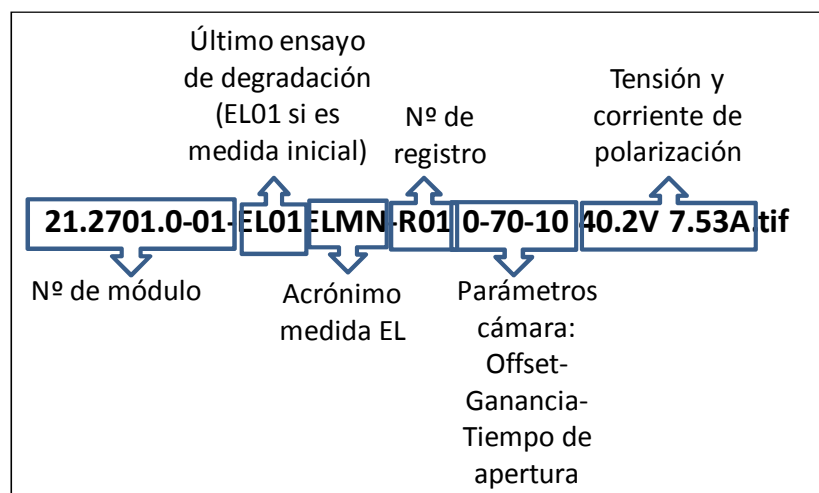 Último ensayo
de degradación
(EL01 si es
medida inicial)
Nº de
registro
Tensión y
corriente de
polarización
21.2701.0-01-EL01ELMN-R01 0-70-10 40.2V 7.53A.tif
Nº de módulo
Acrónimo
medida EL
Parámetros
cámara:
Offset-
Ganancia-
Tiempo de
apertura